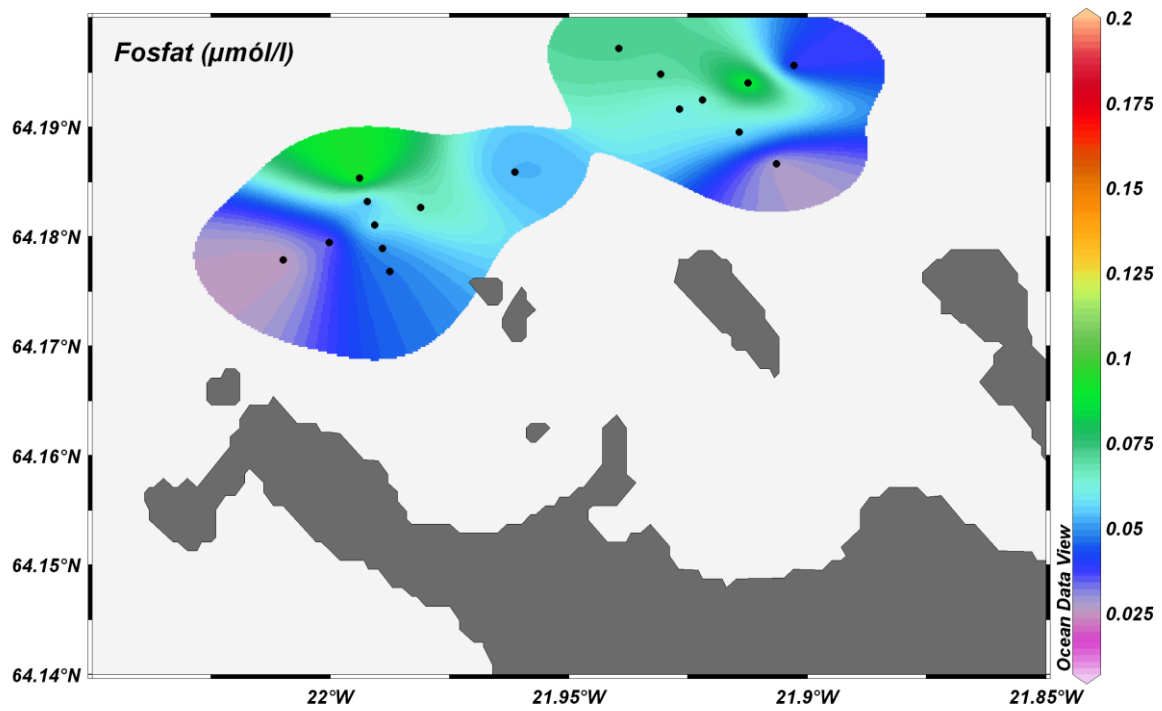 Fosfat (µmól/l)
64.19°N
64.18°N
64.17°N
64.16°N
64.15°N
64.14°N
22°W
21.95°W
21.9°W
21.85°W
Ocean Data View
0.2
0.175
0.15
0.125
0.1
0.075
0.05
0.025